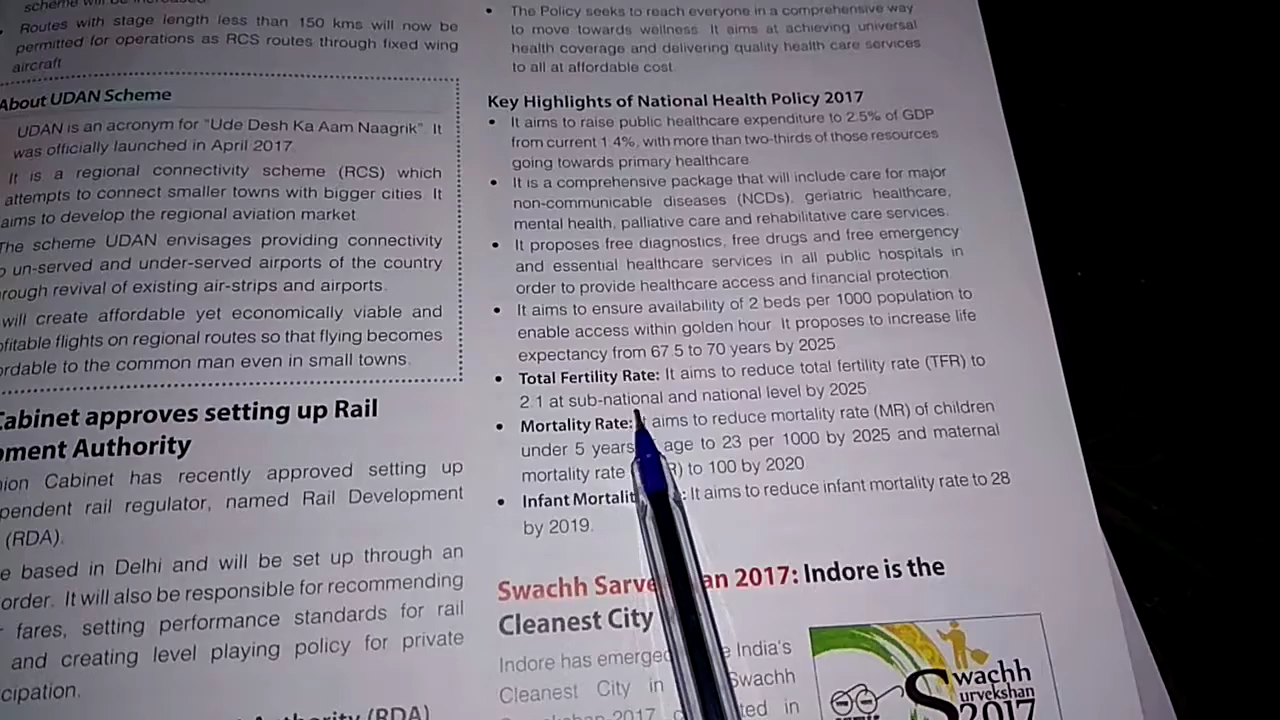 scheme will be increased
Routes with stage length less than 150 kms will now be
permitted for operations as RCS routes through fixed wing
aircraft
About UDAN Scheme
UDAN is an acronym for "Ude Desh Ka Aam Naagrik". It
was officially launched in April 2017
It is a regional connectivity scheme (RCS) which
attempts to connect smaller towns with bigger cities. It
aims to develop the regional aviation market
The scheme UDAN envisages providing connectivity
un-served and under-served airports of the country
rough revival of existing air-strips and airports.
will create affordable yet economically viable and
ofitable flights on regional routes so that flying becomes
ordable to the common man even in small towns.
Cabinet approves setting up Rail
pment Authority
ion Cabinet has recently approved setting up
pendent rail regulator, named Rail Development
(RDA).
e based in Delhi and will be set up through an
order. It will also be responsible for recommending
fares, setting performance standards for rail
and creating level playing policy for private
cipation.
(RDA)
• The Policy seeks to reach everyone in a comprehensive way
to move towards wellness. It aims at achieving universal
health coverage and delivering quality health care services
to all at affordable cost.
Key Highlights of National Health Policy 2017
• It aims to raise public healthcare expenditure to 2.5% of GDP
from current 1.4%, with more than two-thirds of those resources
going towards primary healthcare
• It is a comprehensive package that will include care for major
non-communicable diseases (NCDs), geriatric healthcare,
mental health, palliative care and rehabilitative care services.
• It proposes free diagnostics, free drugs and free emergency
and essential healthcare services in all public hospitals in
order to provide healthcare access and financial protection
• It aims to ensure availability of 2 beds per 1000 population to
enable access within golden hour. It proposes to increase life
expectancy from 67.5 to 70 years by 2025
• Total Fertility Rate: It aims to reduce total fertility rate (TFR) to
2.1 at sub-national and national level by 2025
• Mortality Rate: It aims to reduce mortality rate (MR) of children
under 5 years age to 23 per 1000 by 2025 and maternal
mortality rate R) to 100 by 2020
• Infant Mortalit : It aims to reduce infant mortality rate to 28
by 2019.
Swachh Sarve an 2017: Indore is the
Cleanest City
Indore has emerged India's
Cleanest City in Swachh
2017 ted in
Swachh
urvekshan
2017